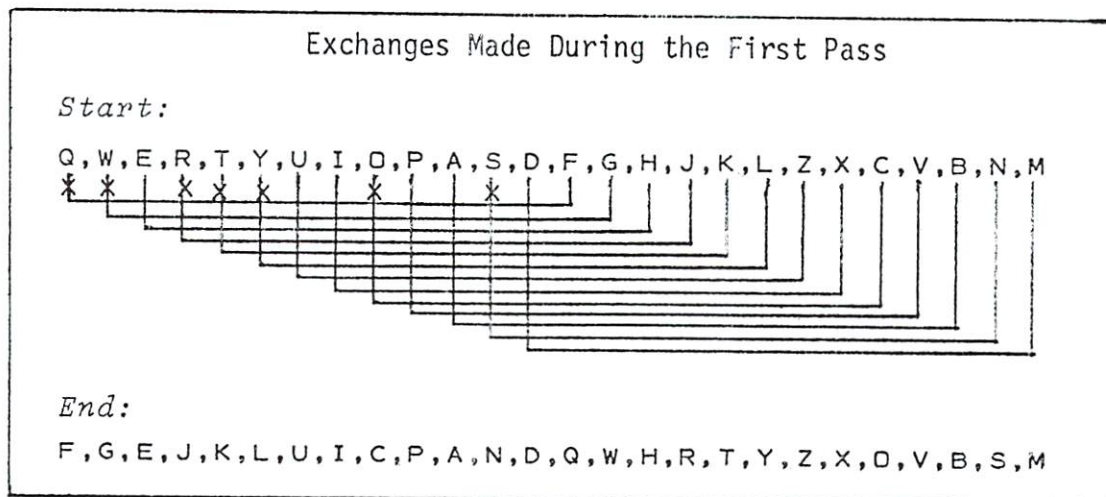 Exchanges Made During the First Pass
Start:
Q,W,E,R,T,Y,U,I,O,P,A,S,D,F,G,H,J,K,L,Z,X,C,V,B,N,M
End:
F,G,E,J,K,L,U,I,C,P,A,N,D,Q,W,H,R,T,Y,Z,X,O,V,B,S,M